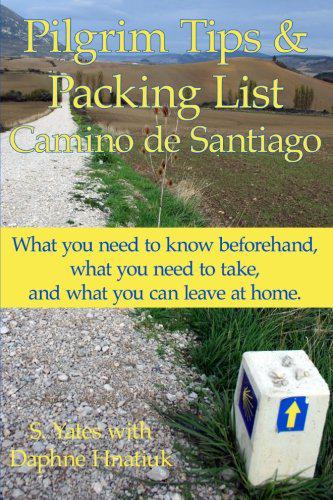 Pilgrim Tips &
Packing List
Camino de Santiago
What you need to know beforehand,
what you need to take,
and what you can leave at home.
S. Yates with
Daphne Hnatiuk